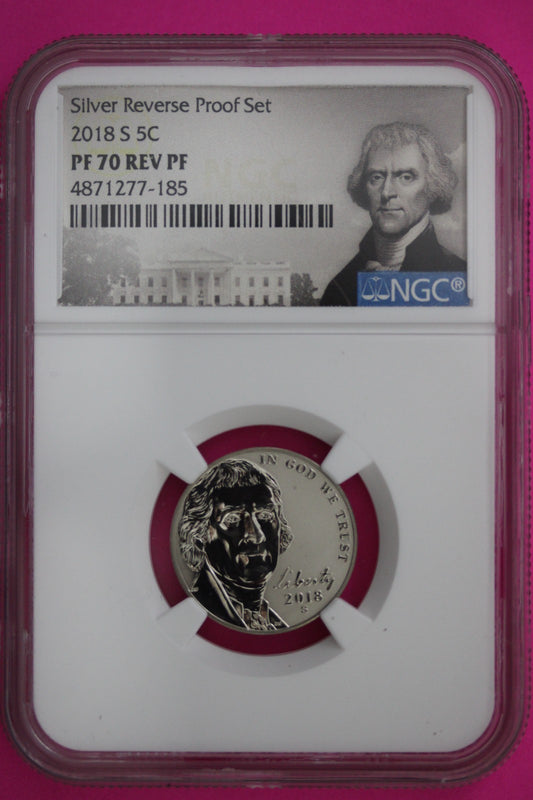 Silver Reverse Proof Set
2018 S 5C
PF 70 REV PF
4871277-185
NGC
NGC®
IN GOD WE TRUST
Liberty
2018
S